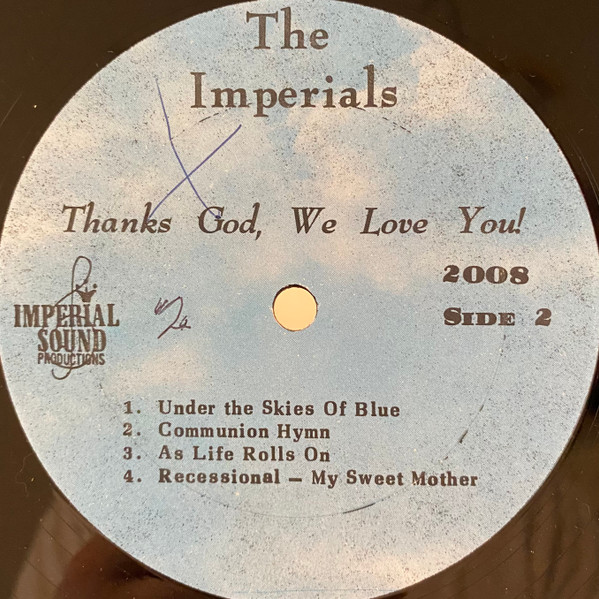 The
Imperials
Thanks God, We Love You!
2008
Side 2
IMPERIAL
SOUND
PRODUCTIONS
1. Under the Skies Of Blue
2. Communion Hymn
3. As Life Rolls On
4. Recessional – My Sweet Mother